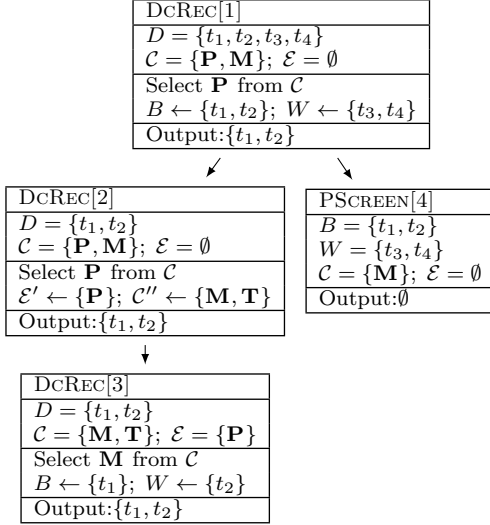 DCREC[1]
D = {t₁, t₂, t₃, t₄}
𝒞 = {𝐏, 𝐌}; ℰ = ∅
Select 𝐏 from 𝒞
B ← {t₁, t₂}; W ← {t₃, t₄}
Output:{t₁, t₂}
DCREC[2]
D = {t₁, t₂}
𝒞 = {𝐏, 𝐌}; ℰ = ∅
Select 𝐏 from 𝒞
ℰ′ ← {𝐏}; 𝒞′′ ← {𝐌, 𝐓}
Output:{t₁, t₂}
PSCREEN[4]
B = {t₁, t₂}
W = {t₃, t₄}
𝒞 = {𝐌}; ℰ = ∅
Output:∅
DCREC[3]
D = {t₁, t₂}
𝒞 = {𝐌, 𝐓}; ℰ = {𝐏}
Select 𝐌 from 𝒞
B ← {t₁}; W ← {t₂}
Output:{t₁, t₂}